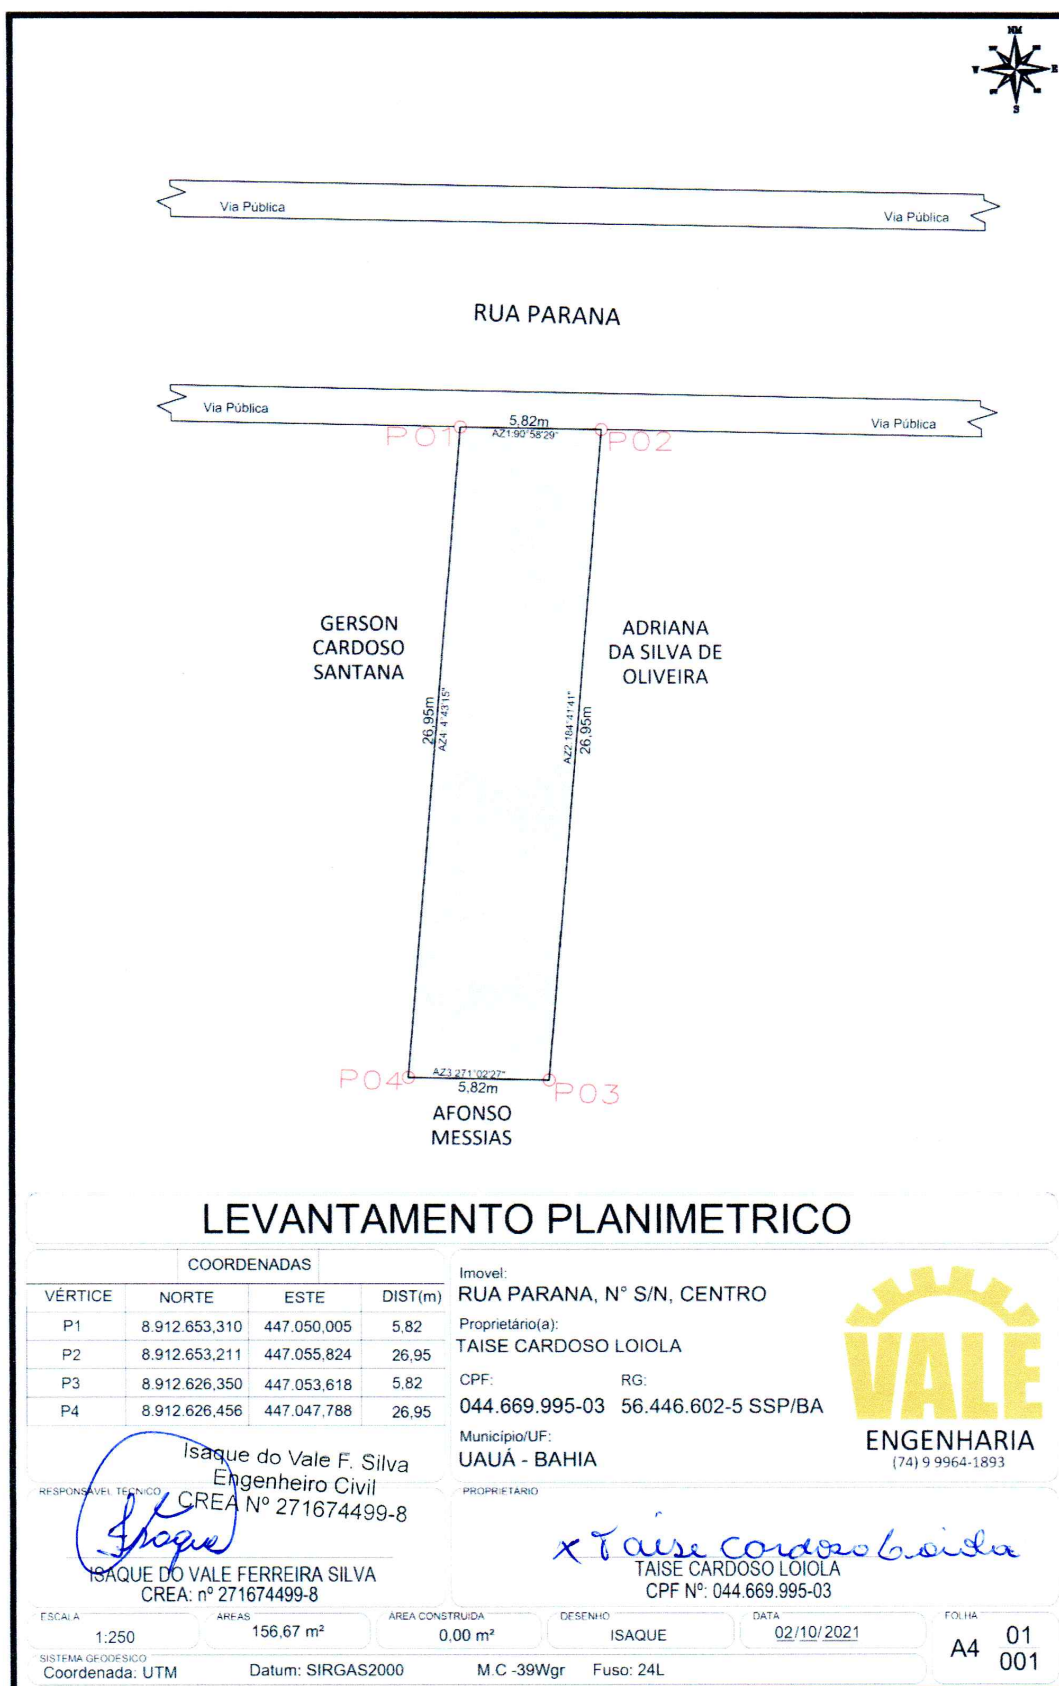 NM
V
E
S
Via Pública
Via Pública
RUA PARANA
Via Pública
Via Pública
5.82m
AZ1:90°58'29"
P01
P02
GERSON
CARDOSO
SANTANA
ADRIANA
DA SILVA DE
OLIVEIRA
26,95m
AZ4: 4°43'15"
AZ2:184°41'41"
26,95m
P04
AZ3:271°02'27"
5,82m
P03
AFONSO
MESSIAS
LEVANTAMENTO PLANIMETRICO
COORDENADAS
VÉRTICE NORTE ESTE DIST(m)
P1 8.912.653,310 447.050,005 5,82
P2 8.912.653,211 447.055,824 26,95
P3 8.912.626,350 447.053,618 5,82
P4 8.912.626,456 447.047,788 26,95
Imovel:
RUA PARANA, N° S/N, CENTRO
Proprietário(a):
TAISE CARDOSO LOIOLA
CPF: RG:
044.669.995-03 56.446.602-5 SSP/BA
Município/UF:
UAUÁ - BAHIA
VALE
ENGENHARIA
(74) 9 9964-1893
Isaque do Vale F. Silva
Engenheiro Civil
CREA Nº 271674499-8
RESPONSÁVEL TÉCNICO
Isaque
ISAQUE DO VALE FERREIRA SILVA
CREA: nº 271674499-8
PROPRIETARIO
x Taise Cardoso Loiola
TAISE CARDOSO LOIOLA
CPF Nº: 044.669.995-03
ESCALA
1:250
AREAS
156,67 m²
ÁREA CONSTRUIDA
0,00 m²
DESENHO
ISAQUE
DATA
02/10/2021
FOLHA
A4 01
001
SISTEMA GEODESICO
Coordenada: UTM Datum: SIRGAS2000 M.C -39Wgr Fuso: 24L